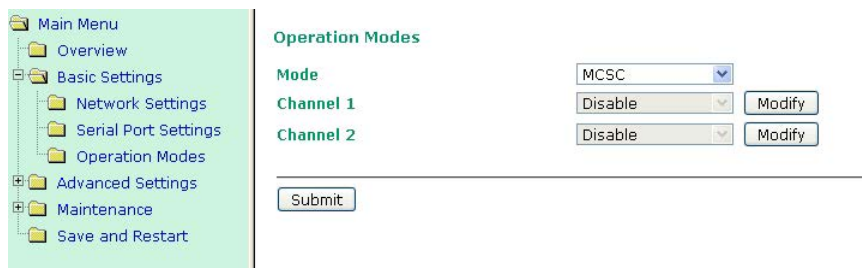 Main Menu
Overview
Basic Settings
Network Settings
Serial Port Settings
Operation Modes
Advanced Settings
Maintenance
Save and Restart
Operation Modes
Mode MCSC
Channel 1 Disable Modify
Channel 2 Disable Modify
Submit